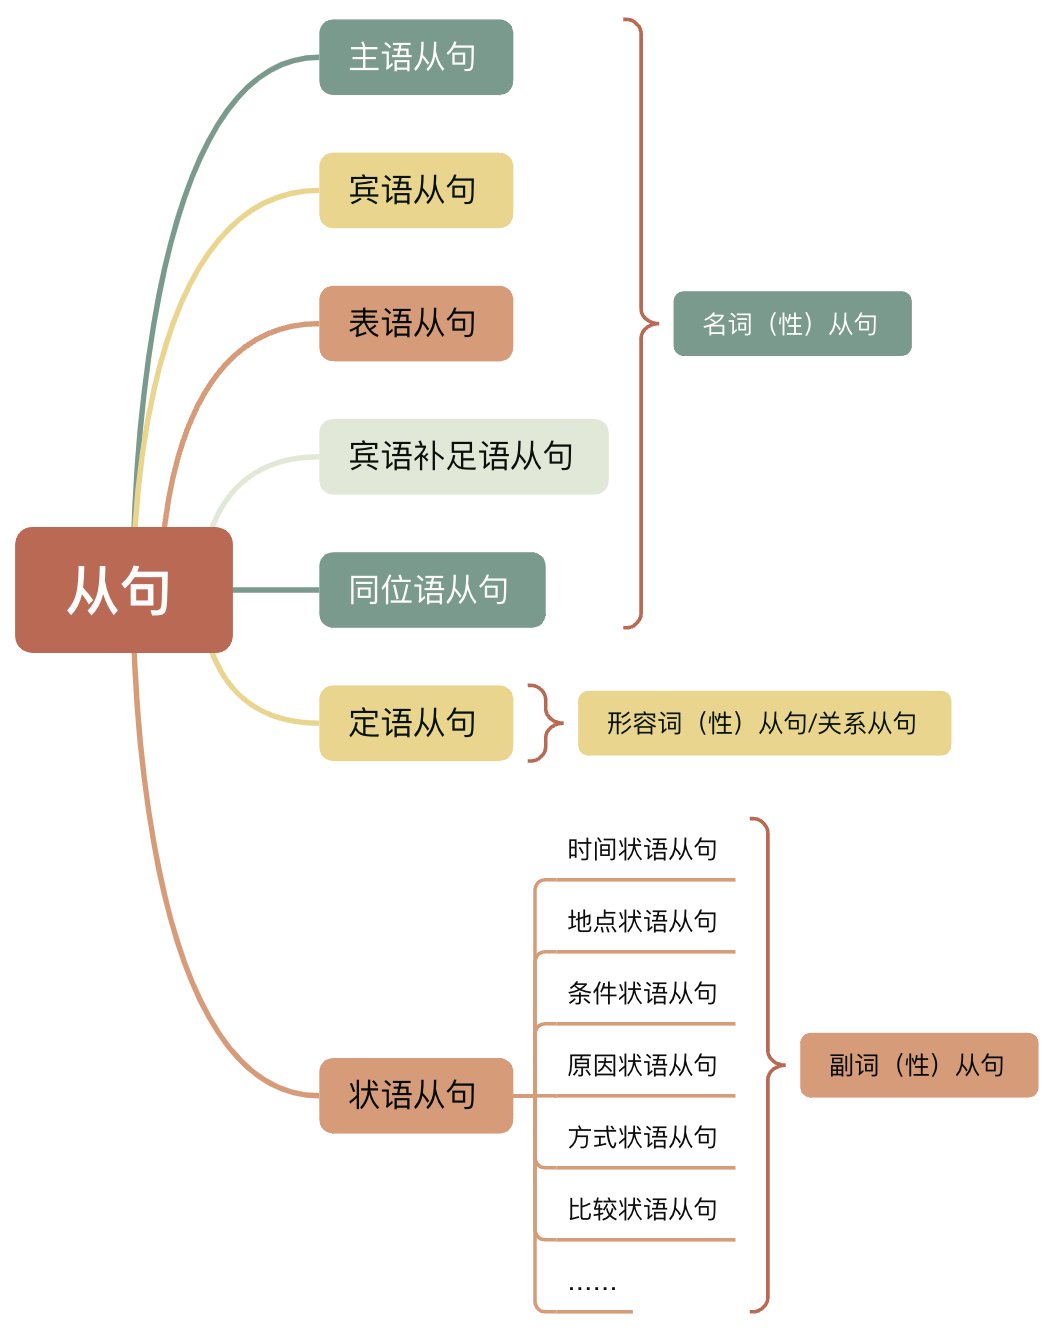 主语从句
宾语从句
表语从句
宾语补足语从句
同位语从句
名词（性）从句
从句
定语从句
形容词（性）从句/关系从句
状语从句
时间状语从句
地点状语从句
条件状语从句
原因状语从句
方式状语从句
比较状语从句
……
副词（性）从句